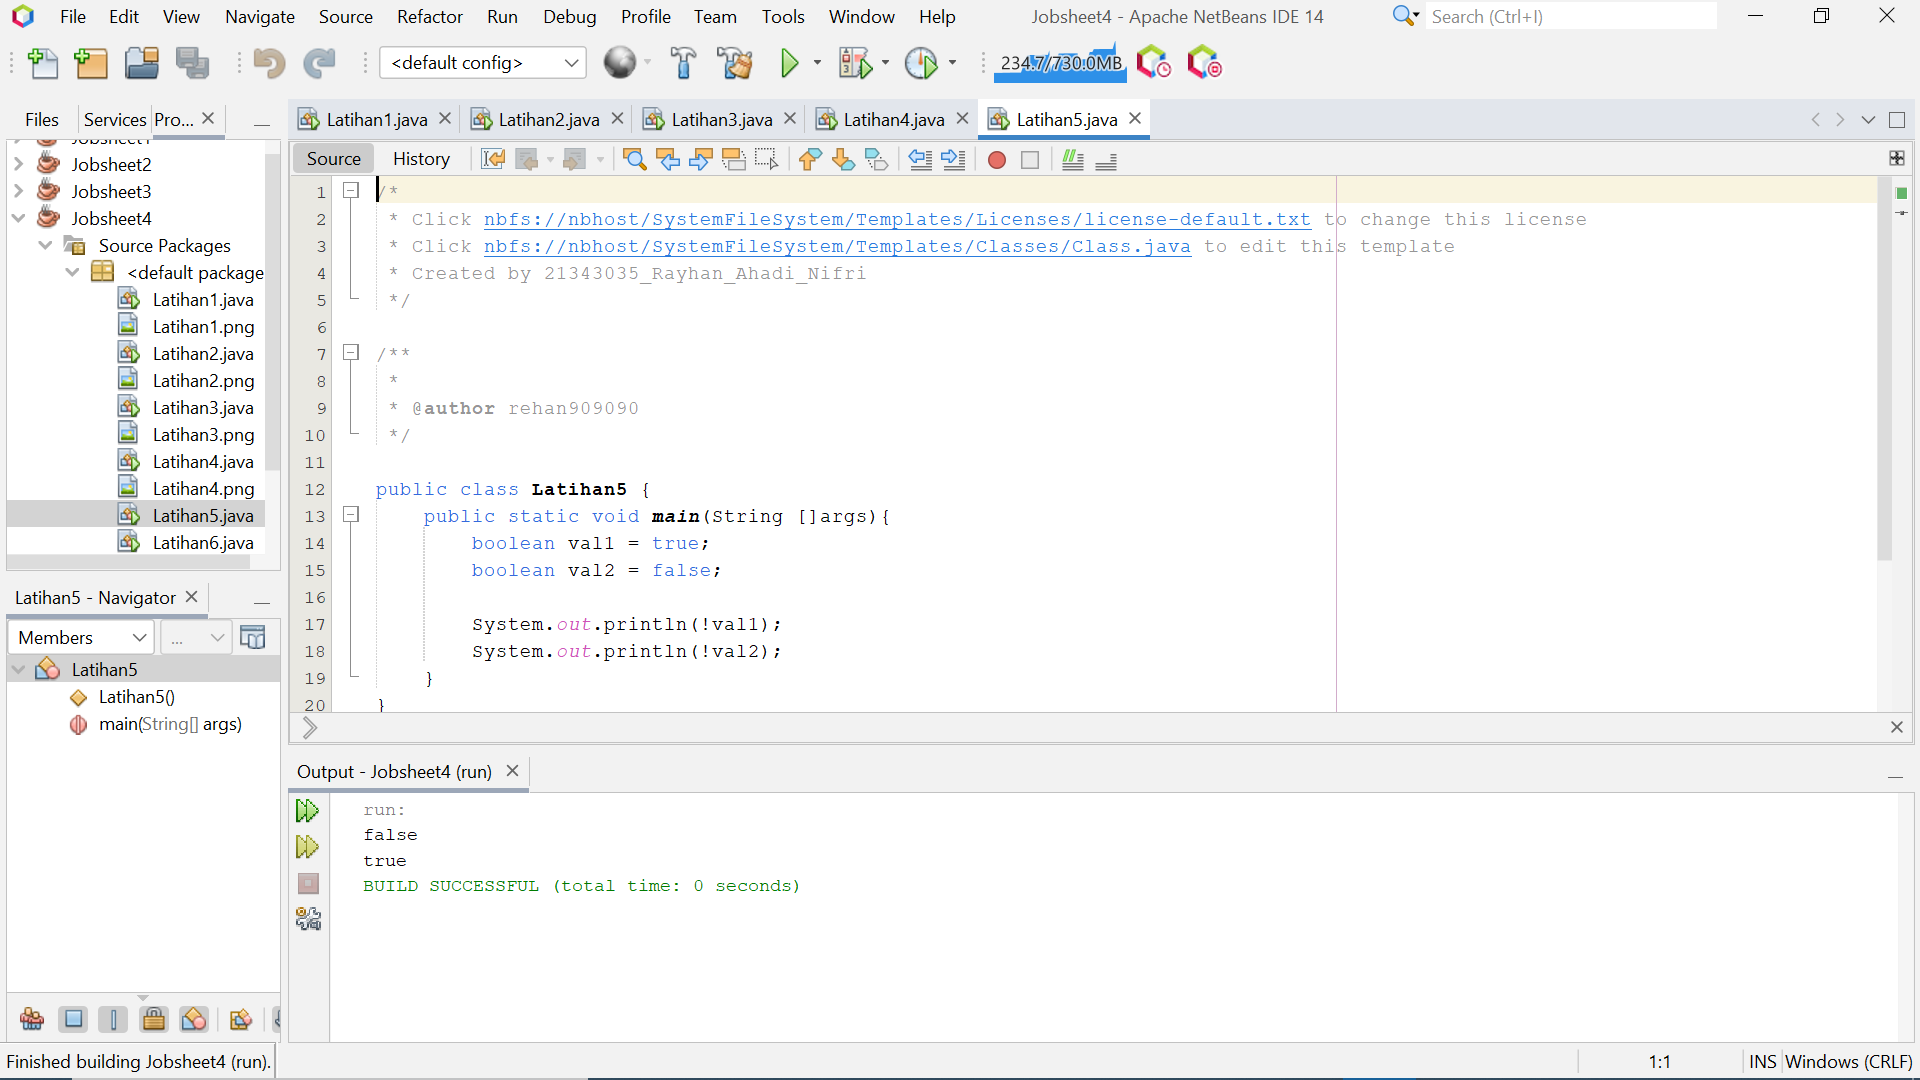 File Edit View Navigate Source Refactor Run Debug Profile Team Tools Window Help Jobsheet4 - Apache NetBeans IDE 14 Search (Ctrl+I)
<default config> 234.7/730.0MB
Files Services Pro...
Jobsheet1
Jobsheet2
Jobsheet3
Jobsheet4
Source Packages
<default package
Latihan1.java
Latihan1.png
Latihan2.java
Latihan2.png
Latihan3.java
Latihan3.png
Latihan4.java
Latihan4.png
Latihan5.java
Latihan6.java
Latihan5 - Navigator
Members ...
Latihan5
Latihan5()
main(String[] args)
Latihan1.java Latihan2.java Latihan3.java Latihan4.java Latihan5.java
Source History
1 /*
2 * Click nbfs://nbhost/SystemFileSystem/Templates/Licenses/license-default.txt to change this license
3 * Click nbfs://nbhost/SystemFileSystem/Templates/Classes/Class.java to edit this template
4 * Created by 21343035_Rayhan_Ahadi_Nifri
5 */
6
7 /**
8 *
9 * @author rehan909090
10 */
11
12 public class Latihan5 {
13 public static void main(String []args){
14 boolean val1 = true;
15 boolean val2 = false;
16
17 System.out.println(!val1);
18 System.out.println(!val2);
19 }
20 }
Output - Jobsheet4 (run)
run:
false
true
BUILD SUCCESSFUL (total time: 0 seconds)
Finished building Jobsheet4 (run). 1:1 INS Windows (CRLF)